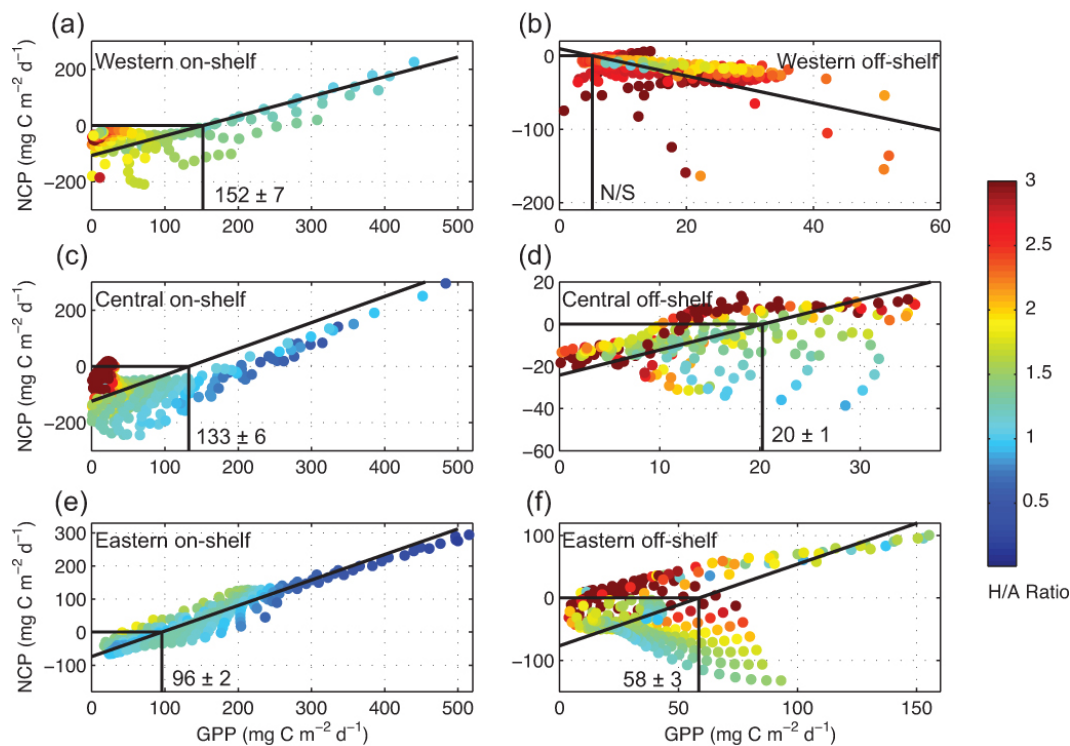 (a)
Western on-shelf
NCP (mg C m⁻² d⁻¹)
200
0
−200
0 100 200 300 400 500
152 ± 7
(b)
Western off-shelf
0
−100
−200
0 20 40 60
N/S
(c)
Central on-shelf
NCP (mg C m⁻² d⁻¹)
200
0
−200
0 100 200 300 400 500
133 ± 6
(d)
Central off-shelf
20
0
−20
−40
−60
0 10 20 30
20 ± 1
(e)
Eastern on-shelf
NCP (mg C m⁻² d⁻¹)
300
200
100
0
−100
0 100 200 300 400 500
96 ± 2
GPP (mg C m⁻² d⁻¹)
(f)
Eastern off-shelf
100
0
−100
0 50 100 150
58 ± 3
GPP (mg C m⁻² d⁻¹)
3
2.5
2
1.5
1
0.5
H/A Ratio